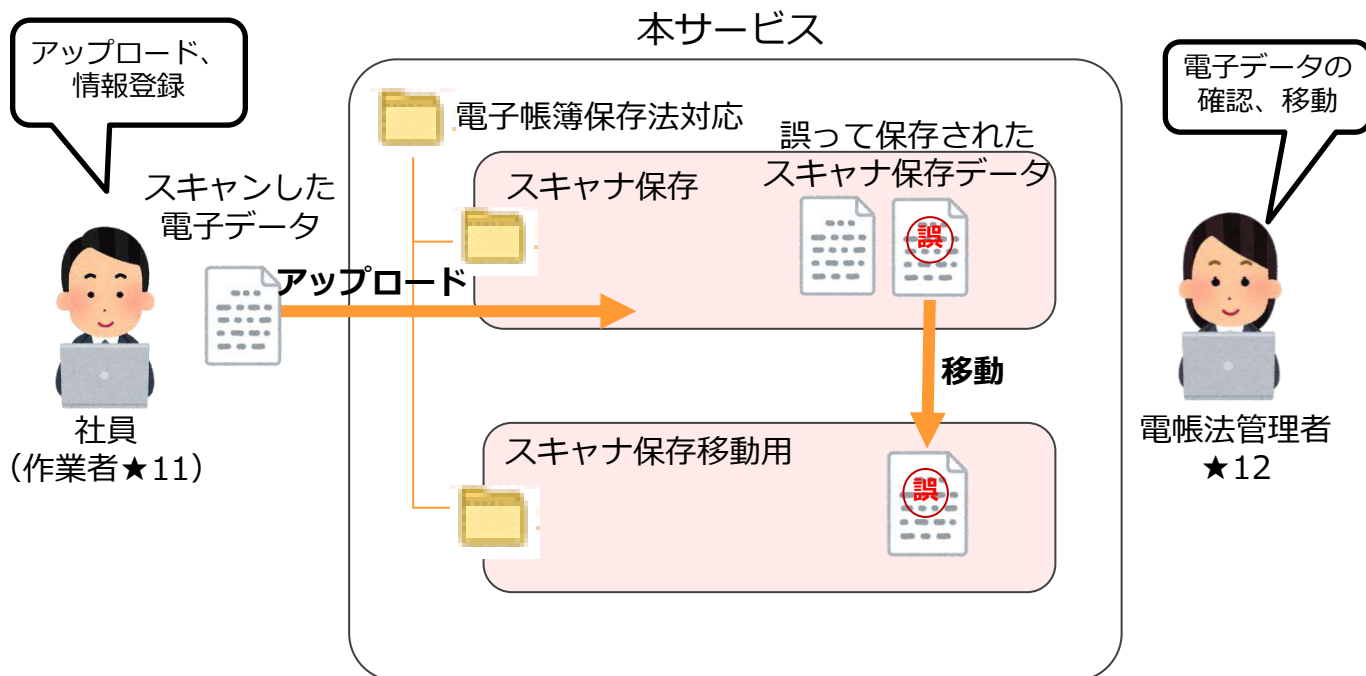 本サービス
アップロード、
情報登録
電子データの
確認、移動
電子帳簿保存法対応
誤って保存された
スキャナ保存データ
スキャナ保存
スキャンした
電子データ
誤
アップロード
移動
社員
（作業者★11）
電帳法管理者
★12
スキャナ保存移動用
誤